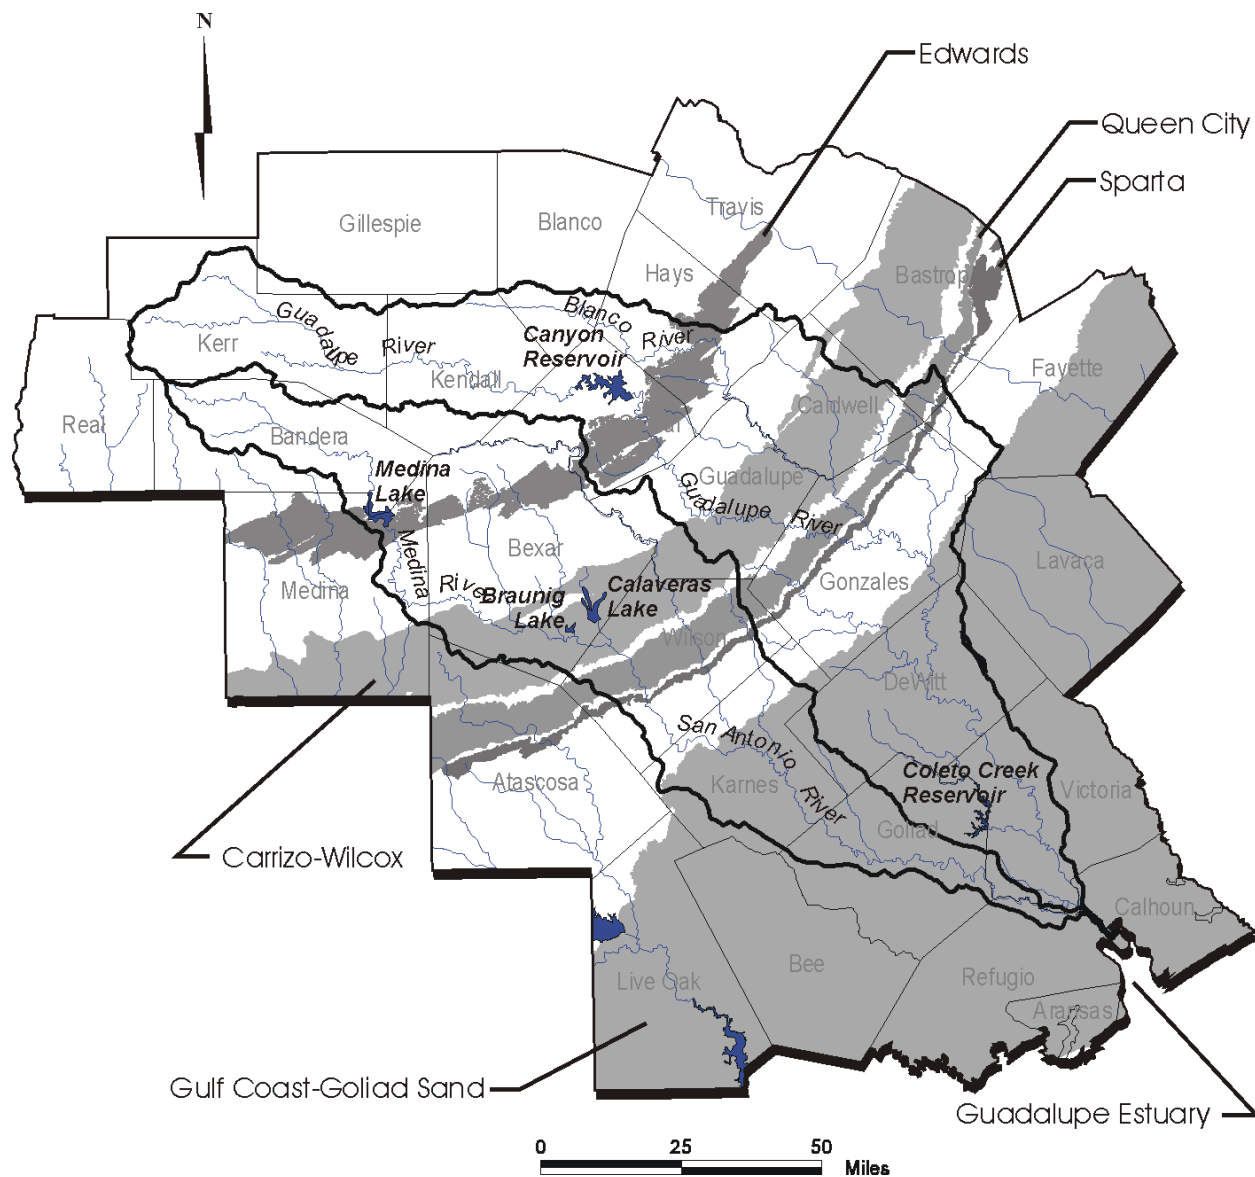 N
Edwards
Queen City
Sparta
Travis
Gillespie
Blanco
Hays
Bastrop
Guadalupe
River
Blanco
River
Canyon
Reservoir
Kerr
Kendall
Fayette
Caldwell
Real
Bandera
Medina
Lake
Guadalupe
Guadalupe
River
Medina
River
Bexar
Lavaca
Medina
Braunig
Lake
Calaveras
Lake
Gonzales
Wilson
DeWitt
San Antonio
River
Atascosa
Karnes
Coleto Creek
Reservoir
Victoria
Goliad
Carrizo-Wilcox
Calhoun
Live Oak
Bee
Refugio
Aransas
Gulf Coast-Goliad Sand
Guadalupe Estuary
0 25 50
Miles